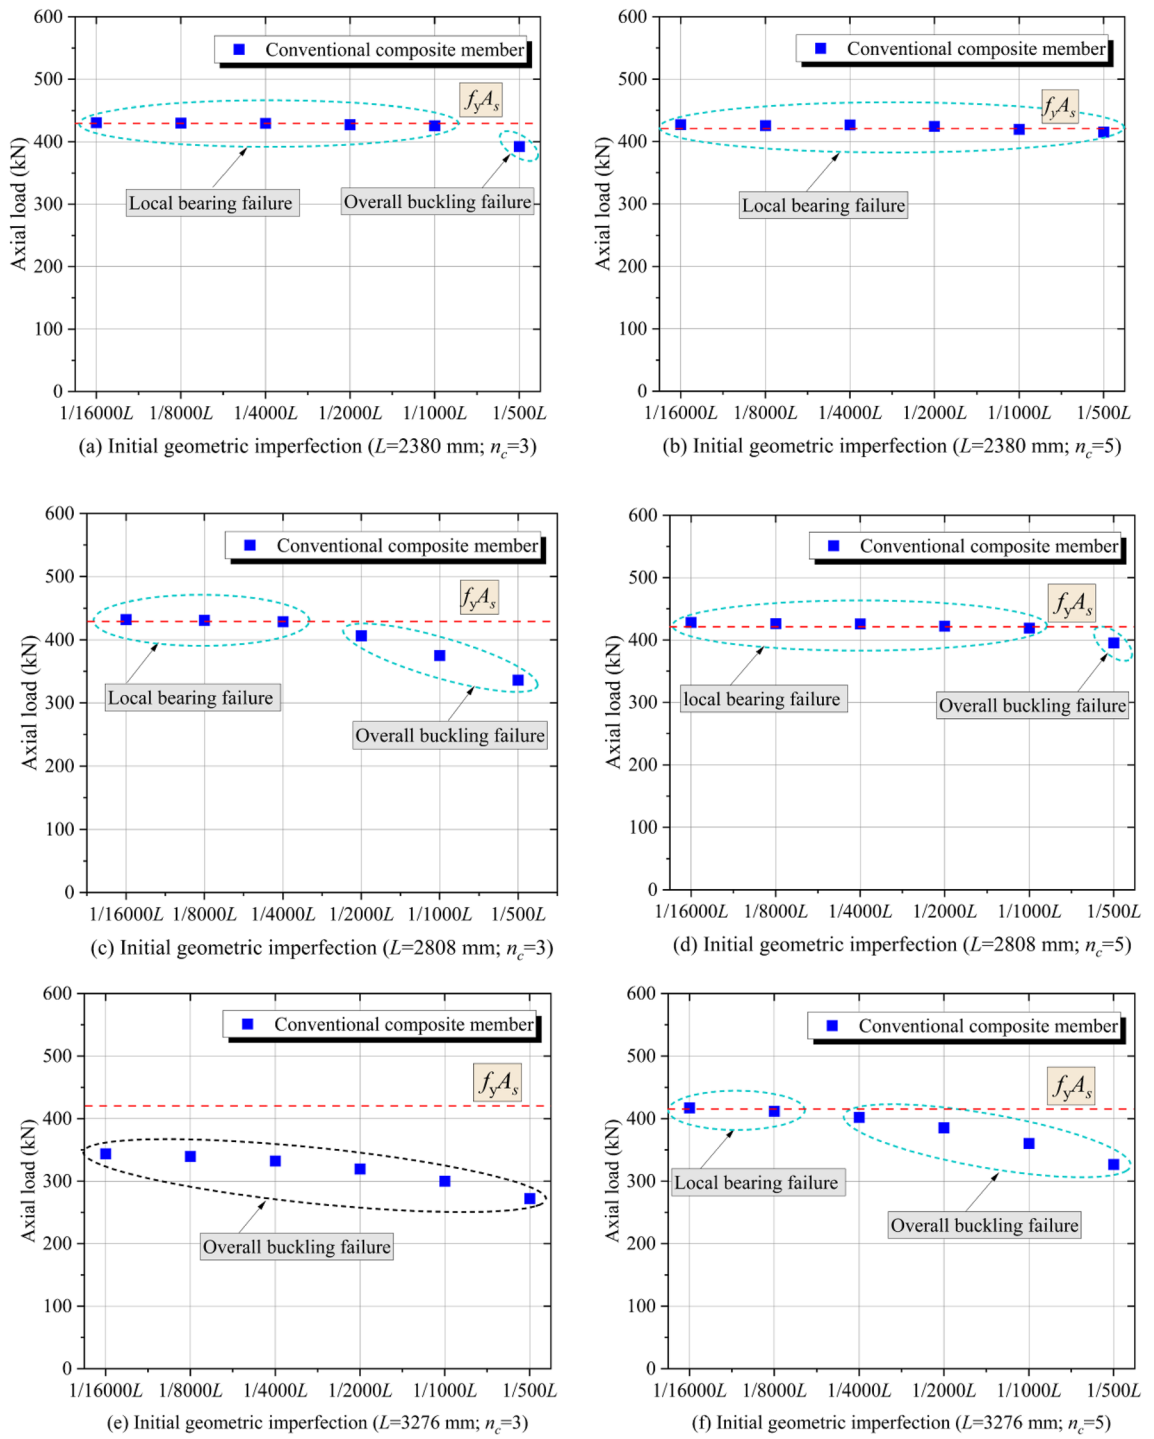 600
500
400
300
200
100
0
Axial load (kN)
Conventional composite member
fyAs
Local bearing failure
Overall buckling failure
1/16000L 1/8000L 1/4000L 1/2000L 1/1000L 1/500L
(a) Initial geometric imperfection (L=2380 mm; nc=3)
600
500
400
300
200
100
0
Axial load (kN)
Conventional composite member
fyAs
Local bearing failure
1/16000L 1/8000L 1/4000L 1/2000L 1/1000L 1/500L
(b) Initial geometric imperfection (L=2380 mm; nc=5)
600
500
400
300
200
100
0
Axial load (kN)
Conventional composite member
fyAs
Local bearing failure
Overall buckling failure
1/16000L 1/8000L 1/4000L 1/2000L 1/1000L 1/500L
(c) Initial geometric imperfection (L=2808 mm; nc=3)
600
500
400
300
200
100
0
Axial load (kN)
Conventional composite member
fyAs
local bearing failure
Overall buckling failure
1/16000L 1/8000L 1/4000L 1/2000L 1/1000L 1/500L
(d) Initial geometric imperfection (L=2808 mm; nc=5)
600
500
400
300
200
100
0
Axial load (kN)
Conventional composite member
fyAs
Overall buckling failure
1/16000L 1/8000L 1/4000L 1/2000L 1/1000L 1/500L
(e) Initial geometric imperfection (L=3276 mm; nc=3)
600
500
400
300
200
100
0
Axial load (kN)
Conventional composite member
fyAs
Local bearing failure
Overall buckling failure
1/16000L 1/8000L 1/4000L 1/2000L 1/1000L 1/500L
(f) Initial geometric imperfection (L=3276 mm; nc=5)